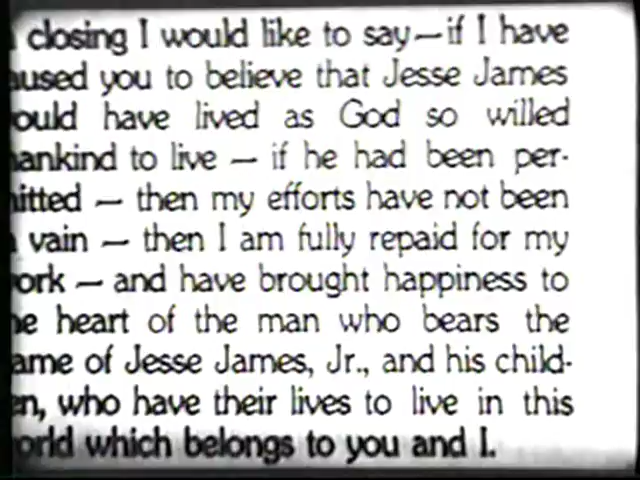 closing I would like to say—if I have
aused you to believe that Jesse James
ould have lived as God so willed
ankind to live — if he had been per-
itted — then my efforts have not been
vain — then I am fully repaid for my
ork — and have brought happiness to
e heart of the man who bears the
ame of Jesse James, Jr., and his child-
en, who have their lives to live in this
orld which belongs to you and I.